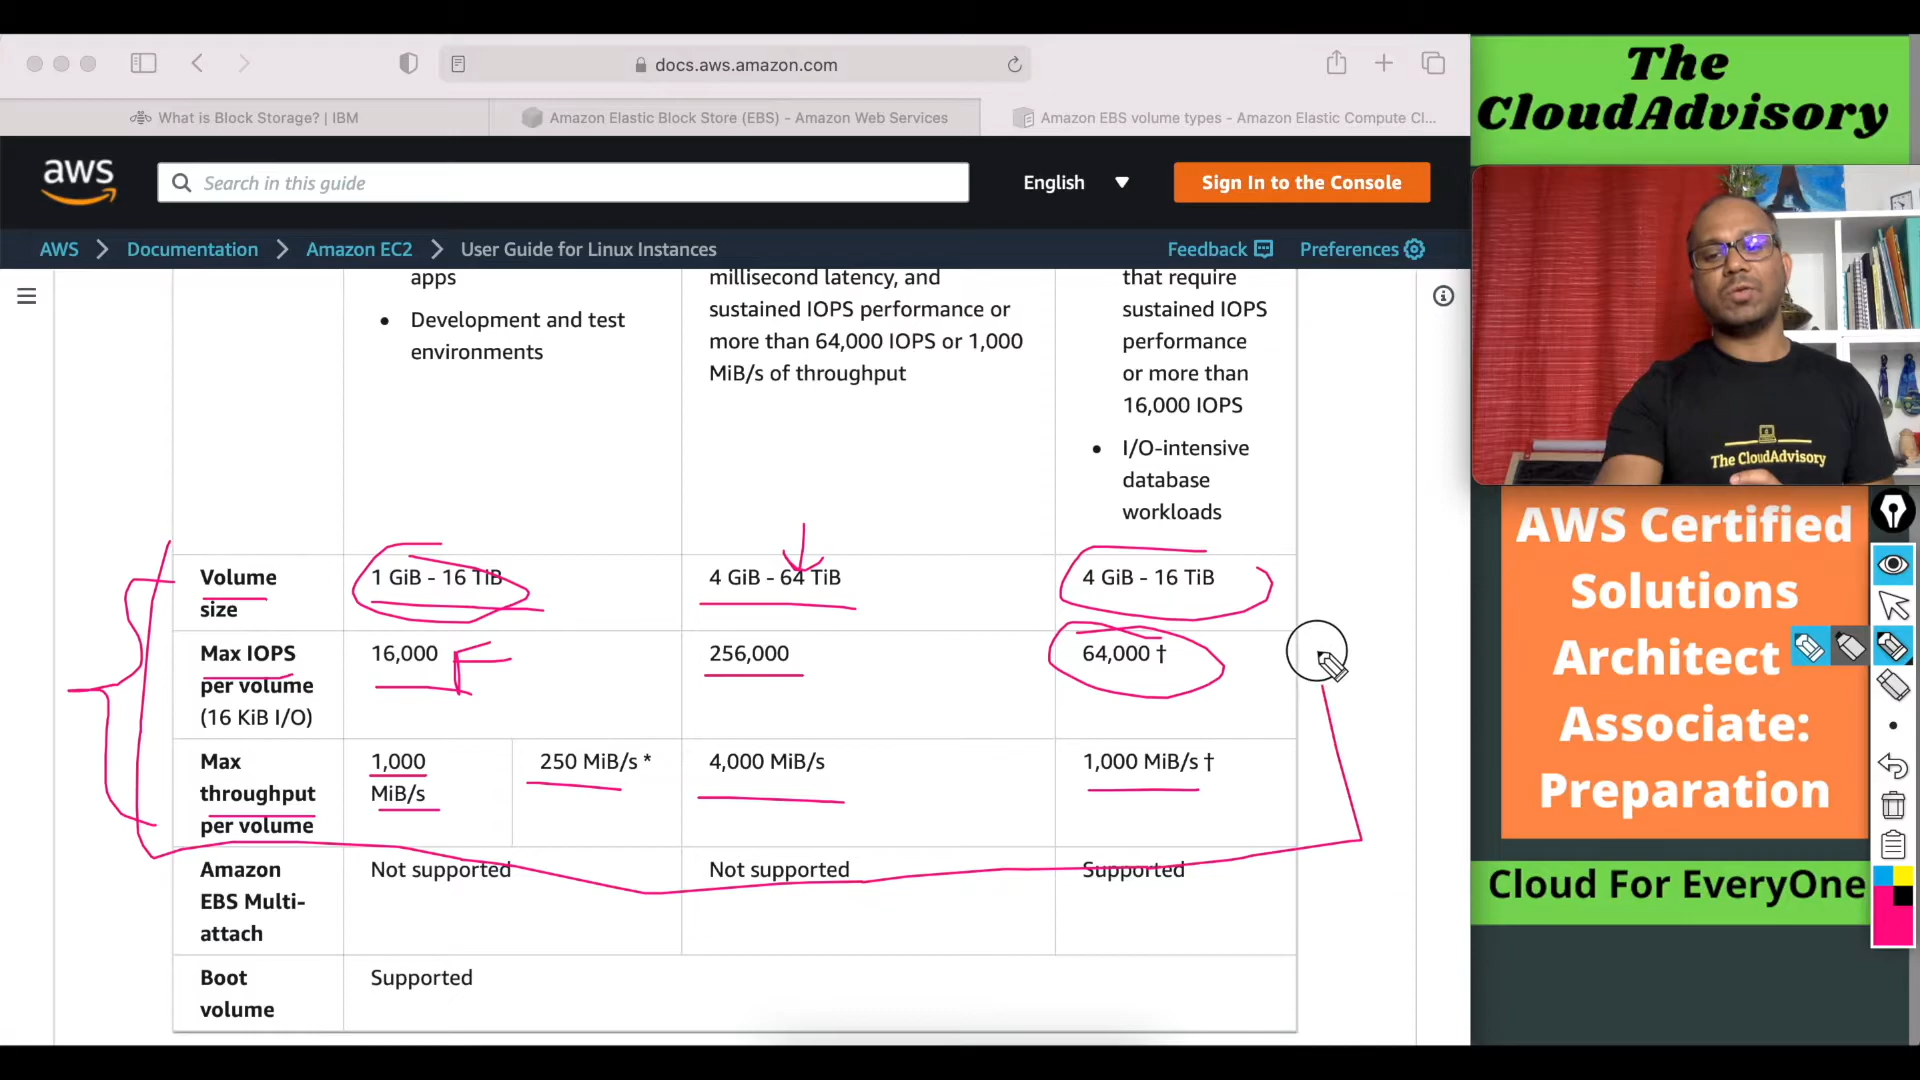 docs.aws.amazon.com
What is Block Storage? | IBM
Amazon Elastic Block Store (EBS) - Amazon Web Services
Amazon EBS volume types - Amazon Elastic Compute Cl...
aws
Search in this guide
English
Sign In to the Console
AWS
Documentation
Amazon EC2
User Guide for Linux Instances
Feedback
Preferences
apps
• Development and test
environments
millisecond latency, and
sustained IOPS performance or
more than 64,000 IOPS or 1,000
MiB/s of throughput
that require
sustained IOPS
performance
or more than
16,000 IOPS
• I/O-intensive
database
workloads
Volume
size
1 GiB - 16 TiB
4 GiB - 64 TiB
4 GiB - 16 TiB
Max IOPS
per volume
(16 KiB I/O)
16,000
256,000
64,000 †
Max
throughput
per volume
1,000
MiB/s
250 MiB/s *
4,000 MiB/s
1,000 MiB/s †
Amazon
EBS Multi-
attach
Not supported
Not supported
Supported
Boot
volume
Supported
The
CloudAdvisory
The CloudAdvisory
AWS Certified
Solutions
Architect
Associate:
Preparation
Cloud For EveryOne